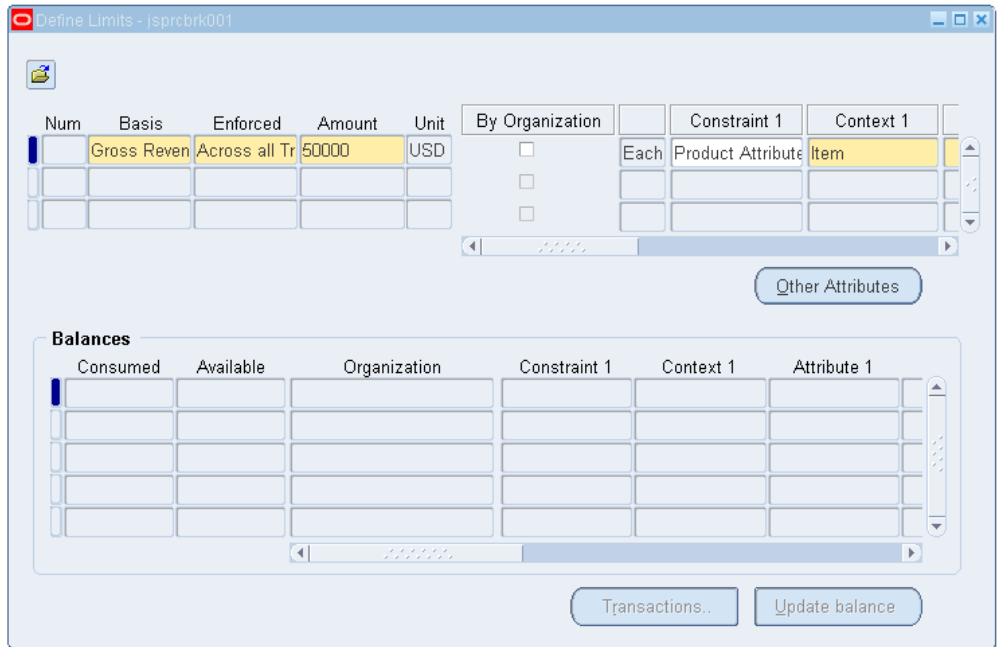 Define Limits - jsprcbrk001
Num Basis Enforced Amount Unit By Organization Constraint 1 Context 1
Gross Reven Across all Tr 50000 USD Each Product Attribute Item
Other Attributes
Balances
Consumed Available Organization Constraint 1 Context 1 Attribute 1
Transactions.. Update balance